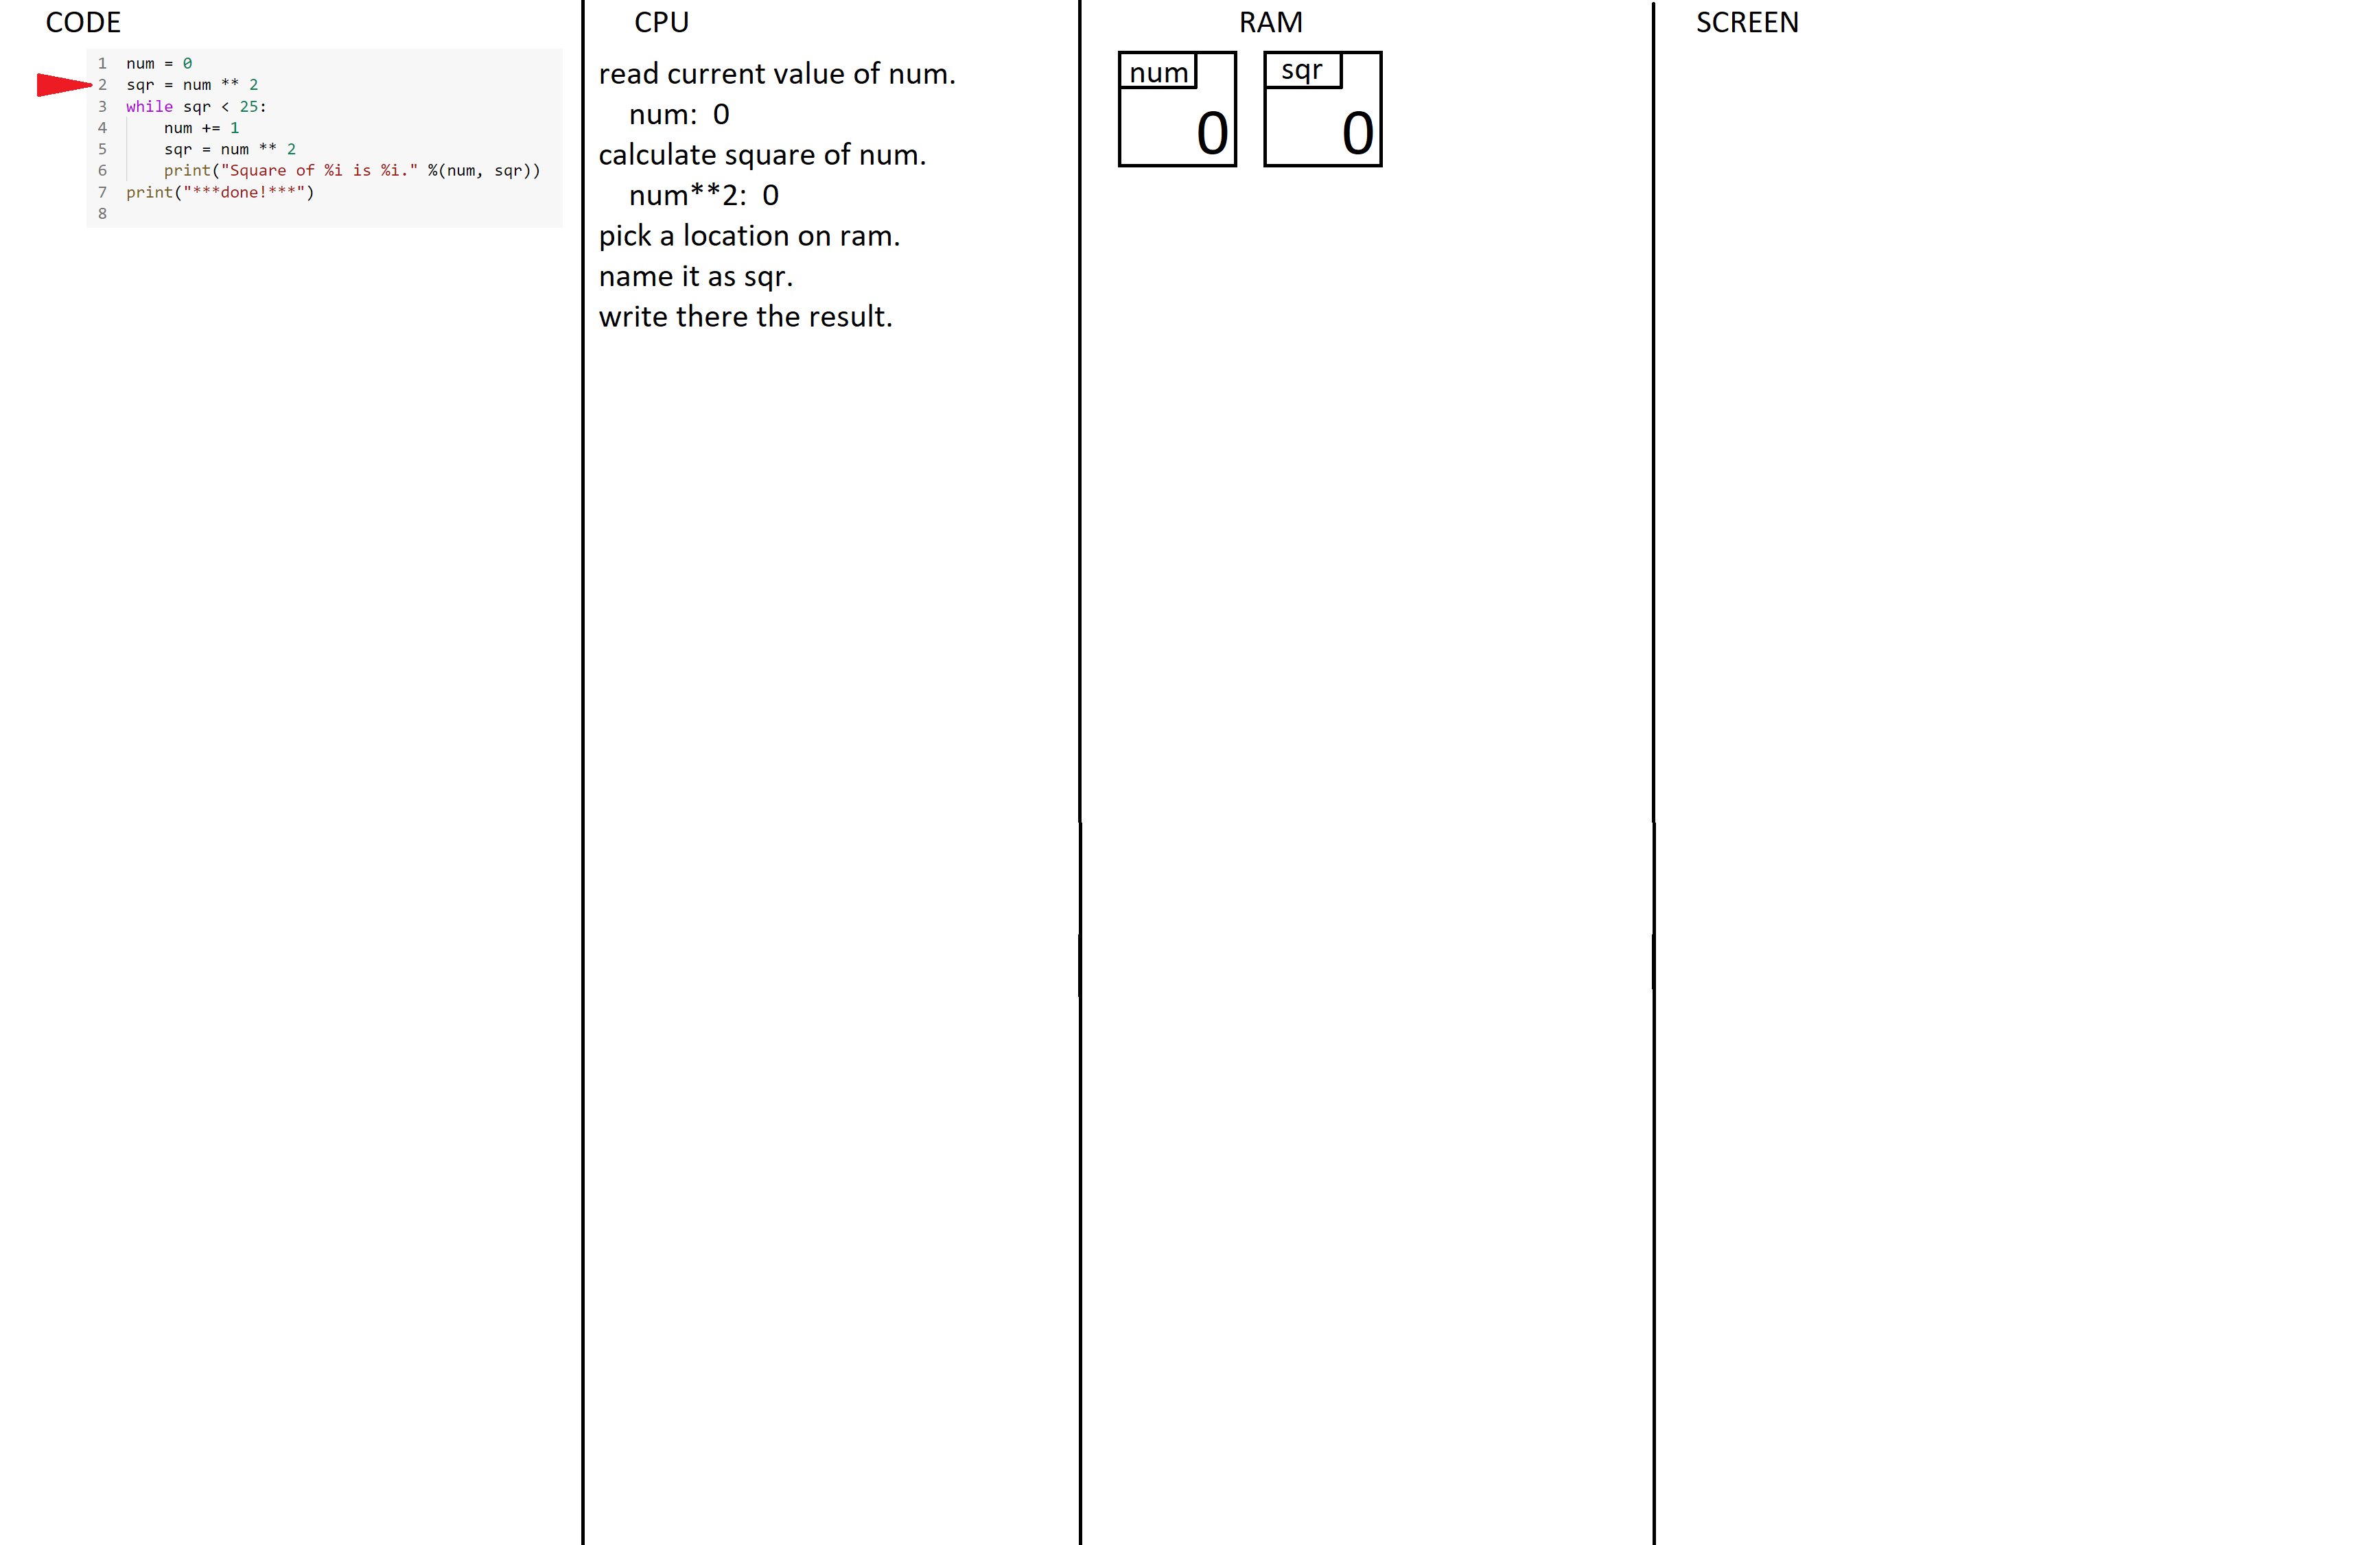 CODE
1 num = 0
2 sqr = num ** 2
3 while sqr < 25:
4     num += 1
5     sqr = num ** 2
6     print("Square of %i is %i." %(num, sqr))
7 print("***done!***")
8
CPU
read current value of num.
num: 0
calculate square of num.
num**2: 0
pick a location on ram.
name it as sqr.
write there the result.
RAM
num
0
sqr
0
SCREEN